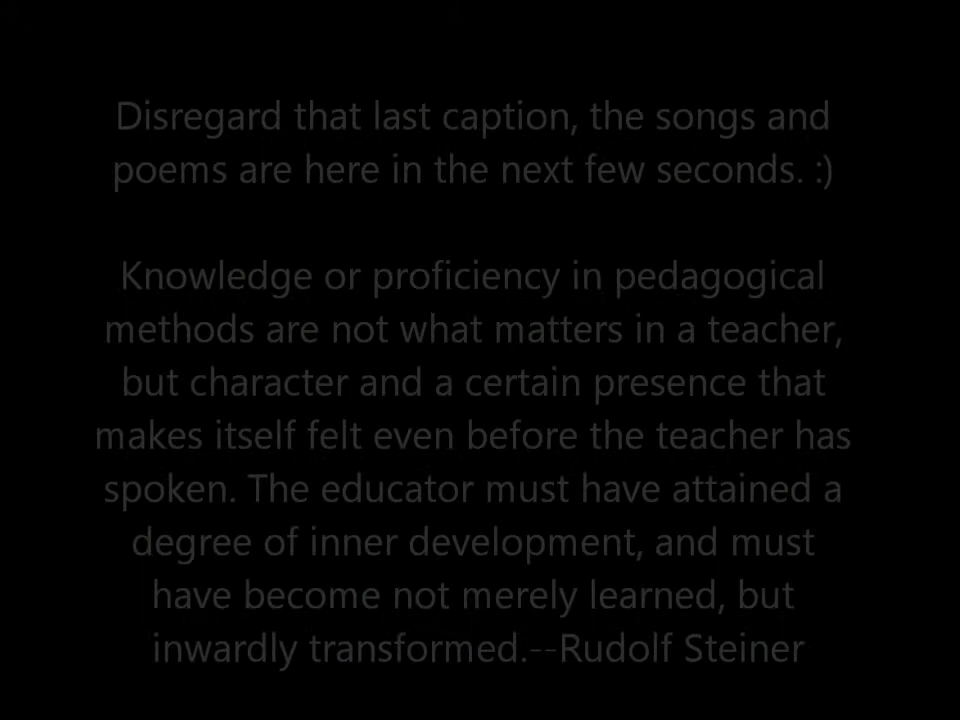 Disregard that last caption, the songs and
poems are here in the next few seconds. :)
Knowledge or proficiency in pedagogical
methods are not what matters in a teacher,
but character and a certain presence that
makes itself felt even before the teacher has
spoken. The educator must have attained a
degree of inner development, and must
have become not merely learned, but
inwardly transformed.--Rudolf Steiner